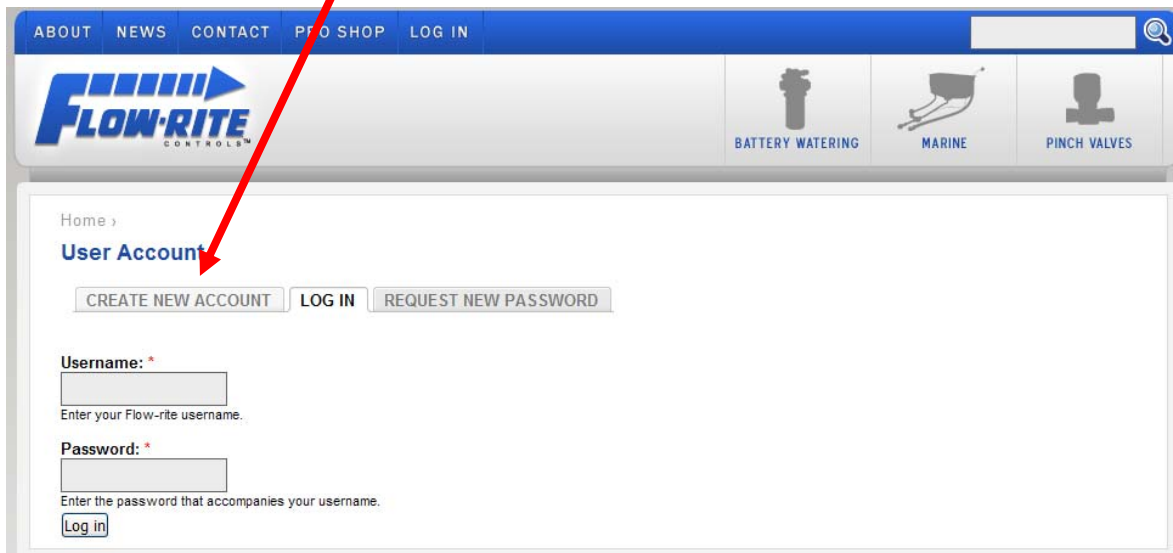 ABOUT NEWS CONTACT PRO SHOP LOG IN
FLOW-RITE
CONTROLS™
BATTERY WATERING MARINE PINCH VALVES
Home ›
User Account
CREATE NEW ACCOUNT LOG IN REQUEST NEW PASSWORD
Username: *
Enter your Flow-rite username.
Password: *
Enter the password that accompanies your username.
Log in